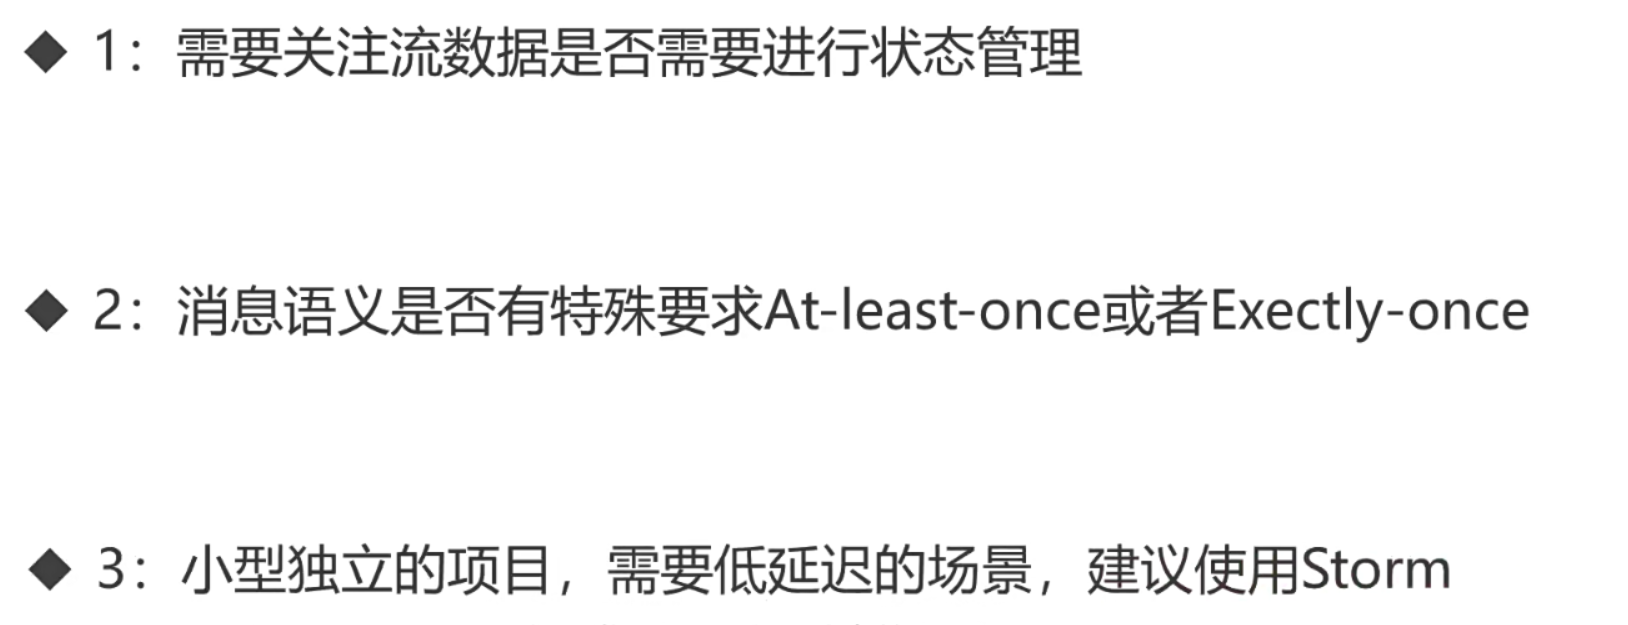 ◆ 1：需要关注流数据是否需要进行状态管理
◆ 2：消息语义是否有特殊要求At-least-once或者Exectly-once
◆ 3：小型独立的项目，需要低延迟的场景，建议使用Storm